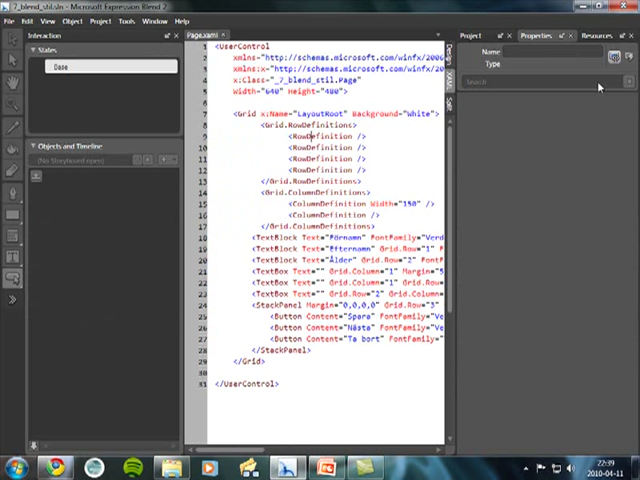 7_blend_stil.sln - Microsoft Expression Blend 2
File Edit View Object Project Tools Window Help
Interaction
States
Base
Objects and Timeline
(No Storyboard open)
Page.xaml
1 <UserControl
2 xmlns="http://schemas.microsoft.com/winfx/2006
3 xmlns:x="http://schemas.microsoft.com/winfx/200
4 x:Class="_7_blend_stil.Page"
5 Width="640" Height="480">
6
7 <Grid x:Name="LayoutRoot" Background="White">
8 <Grid.RowDefinitions>
9 <RowDefinition />
10 <RowDefinition />
11 <RowDefinition />
12 <RowDefinition />
13 </Grid.RowDefinitions>
14 <Grid.ColumnDefinitions>
15 <ColumnDefinition Width="150" />
16 <ColumnDefinition />
17 </Grid.ColumnDefinitions>
18 <TextBlock Text="Förnamn" FontFamily="Verd
19 <TextBlock Text="Efternamn" Grid.Row="1" F
20 <TextBlock Text="Ålder" Grid.Row="2" FontF
21 <TextBox Text="" Grid.Column="1" Margin="5
22 <TextBox Text="" Grid.Column="1" Grid.Row=
23 <TextBox Text="" Grid.Row="2" Grid.Column=
24 <StackPanel Margin="0,0,0,0" Grid.Row="3"
25 <Button Content="Spara" FontFamily="Ve
26 <Button Content="Nästa" FontFamily="Ve
27 <Button Content="Ta bort" FontFamily="
28 </StackPanel>
29 </Grid>
30
31 </UserControl>
Design
XAML
Split
Project Properties Resources
Name
Type
Search
22:39
2010-04-11